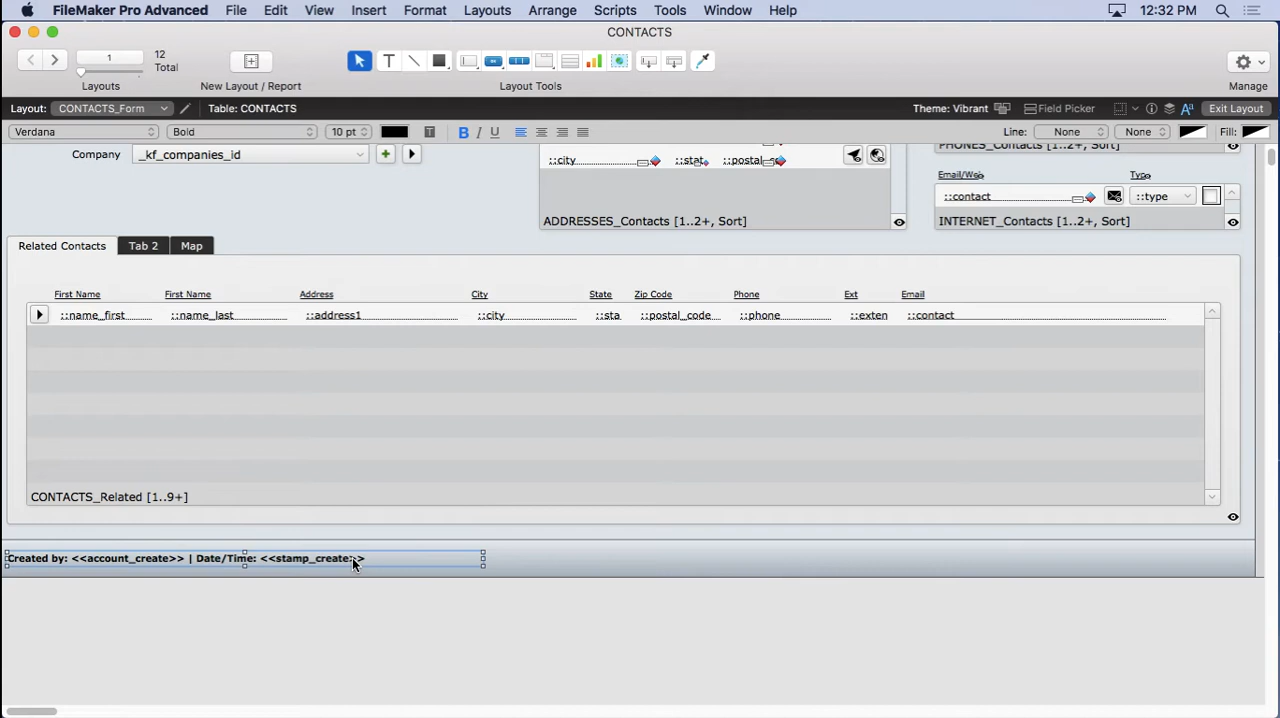 FileMaker Pro Advanced File Edit View Insert Format Layouts Arrange Scripts Tools Window Help 12:32 PM
CONTACTS
1 12
Total
Layouts New Layout / Report Layout Tools Manage
Layout: CONTACTS_Form Table: CONTACTS Theme: Vibrant Field Picker Exit Layout
Verdana Bold 10 pt B I U Line: None None Fill:
Company _kf_companies_id
::city ::stat
ADDRESSES_Contacts [1..2+, Sort]
PHONES_Contacts [1..2+, Sort]
Email/Web Type
::contact ::type
INTERNET_Contacts [1..2+, Sort]
Related Contacts Tab 2 Map
First Name First Name Address City State Zip Code Phone Ext Email
::name_first ::name_last ::address1 ::city ::sta ::postal_code ::phone ::exten ::contact
CONTACTS_Related [1..9+]
Created by: <<account_create>> | Date/Time: <<stamp_create>>